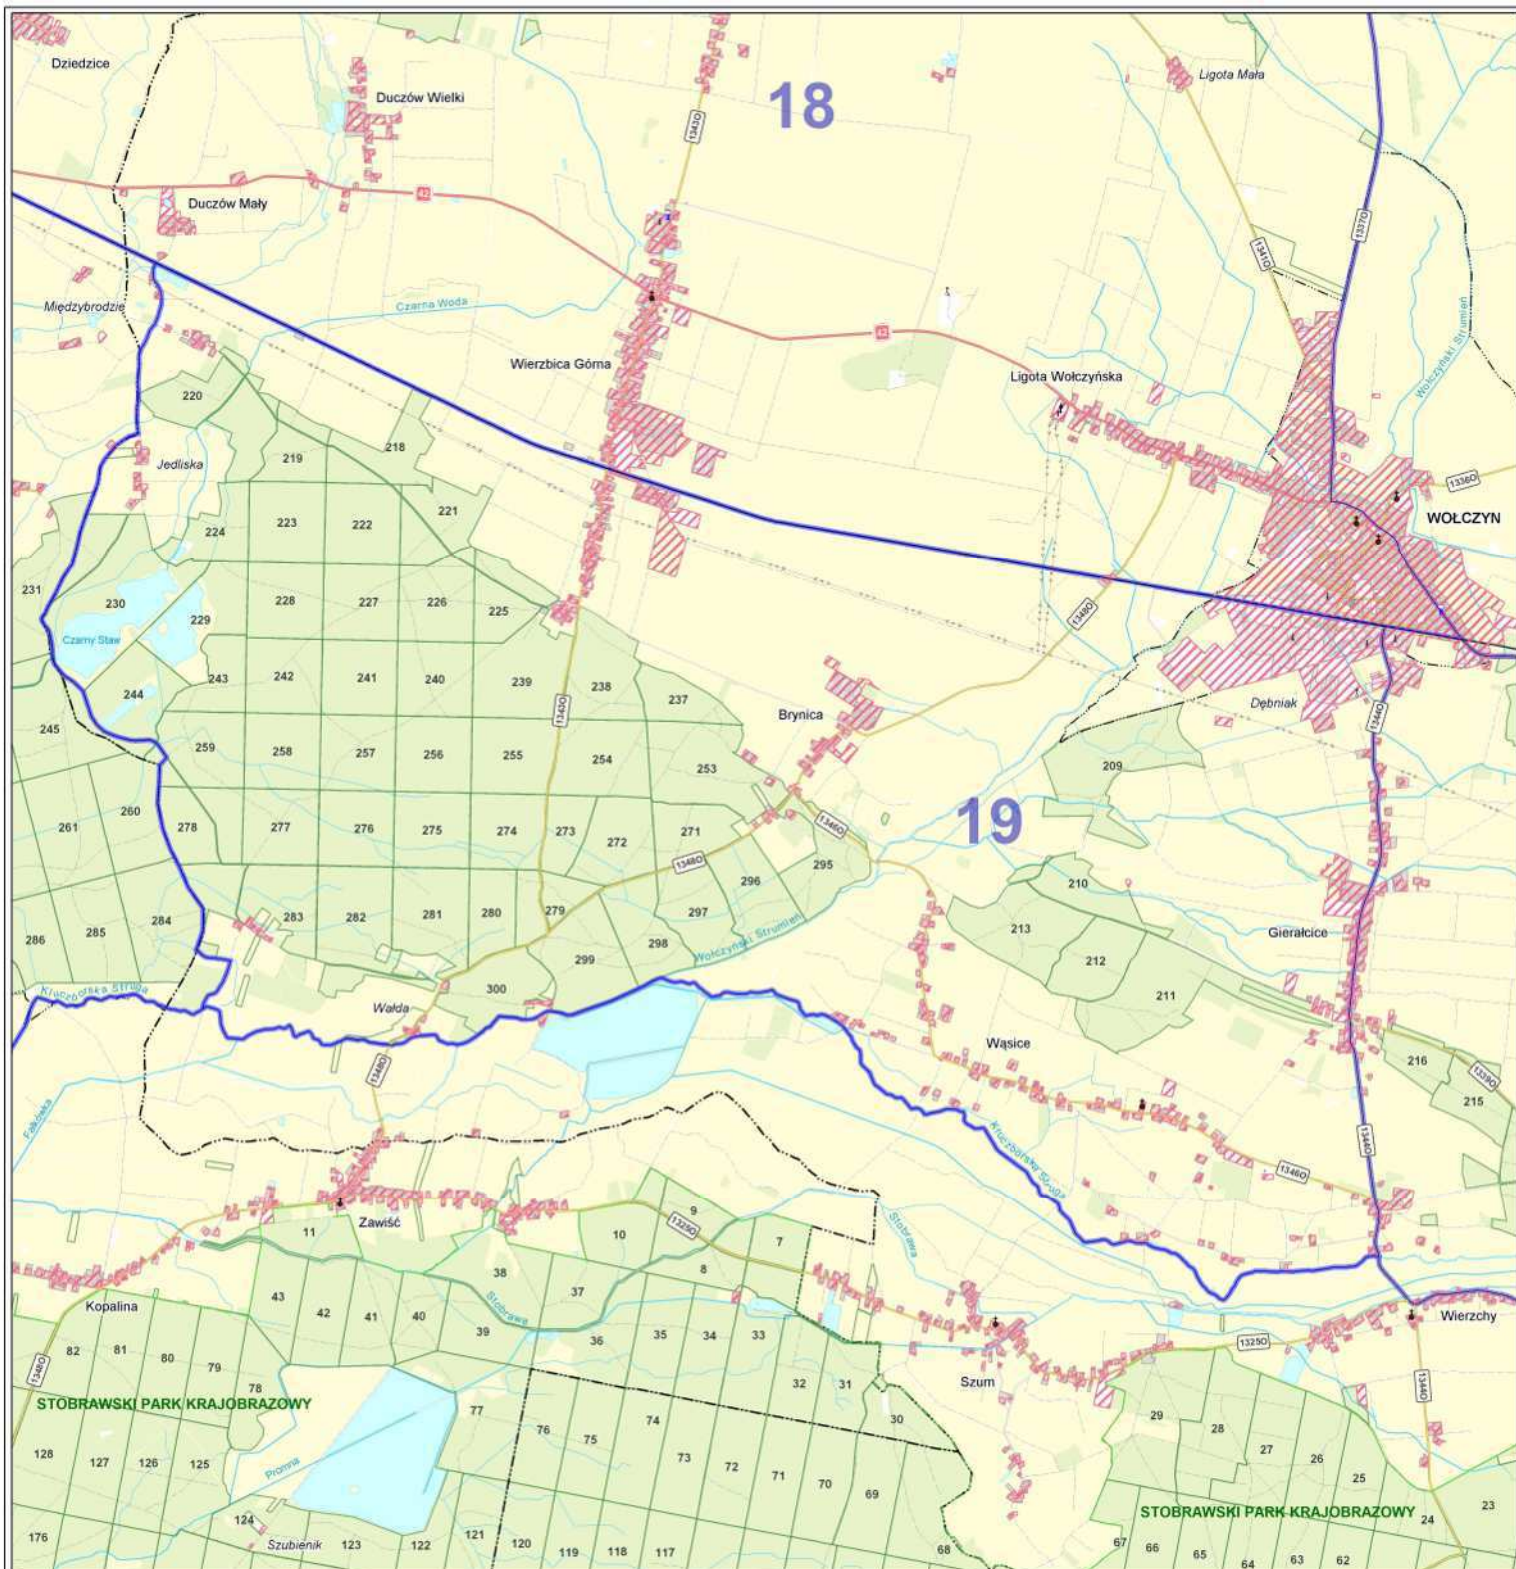 Dziedzice
Duczów Wielki
18
Ligota Mała
1343O
42
Duczów Mały
1337O
1341O
Międzybrodzie
Czarna Woda
Wołczyński Strumień
42
Wierzbica Górna
Ligota Wołczyńska
220
218
219
Jedliska
1336O
221
223
222
WOŁCZYN
224
231
230
228
227
226
225
229
1348O
Czarny Staw
243
242
241
240
239
238
237
244
Dębniak
1343O
Brynica
1344O
245
259
258
257
256
255
254
253
209
260
261
278
277
276
275
274
273
272
271
1346O
19
1348O
295
296
210
284
283
282
281
280
279
297
213
286
285
298
Wołczyński Strumień
Gierałcice
299
212
300
211
Kluczborska Struga
Wałda
Wąsice
216
1348O
1339O
215
Fałkówka
Kluczborska Struga
1344O
1346O
9
Zawiść
1325O
Stobrawa
11
10
7
38
8
37
43
42
41
40
Stobrawa
39
36
35
34
33
Kopalina
Wierzchy
82
81
80
79
78
1325O
1348O
32
31
Szum
1344O
STOBRAWSKI PARK KRAJOBRAZOWY
77
76
75
74
30
29
28
128
127
126
125
73
72
71
70
69
27
26
25
Promna
STOBRAWSKI PARK KRAJOBRAZOWY
23
24
176
124
Szubienik
123
122
121
120
119
118
117
68
67
66
65
64
63
62